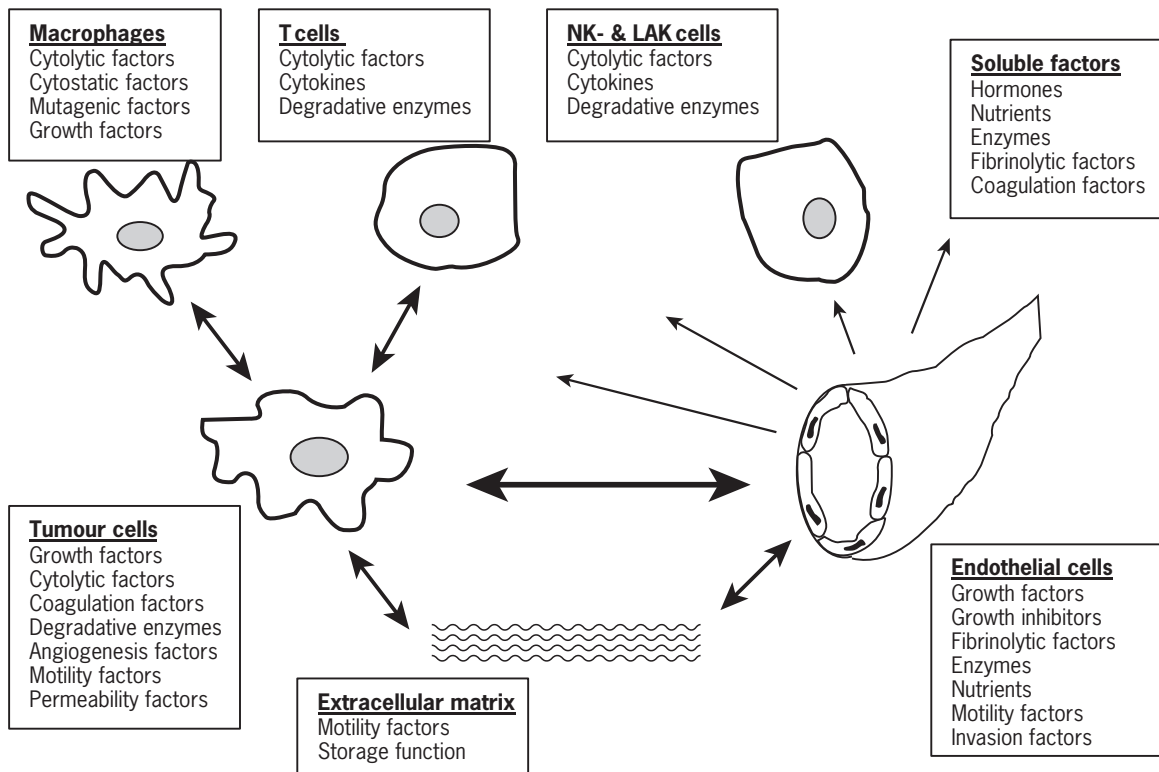 Macrophages
Cytolytic factors
Cytostatic factors
Mutagenic factors
Growth factors
T cells
Cytolytic factors
Cytokines
Degradative enzymes
NK- & LAK cells
Cytolytic factors
Cytokines
Degradative enzymes
Soluble factors
Hormones
Nutrients
Enzymes
Fibrinolytic factors
Coagulation factors
Tumour cells
Growth factors
Cytolytic factors
Coagulation factors
Degradative enzymes
Angiogenesis factors
Motility factors
Permeability factors
Extracellular matrix
Motility factors
Storage function
Endothelial cells
Growth factors
Growth inhibitors
Fibrinolytic factors
Enzymes
Nutrients
Motility factors
Invasion factors